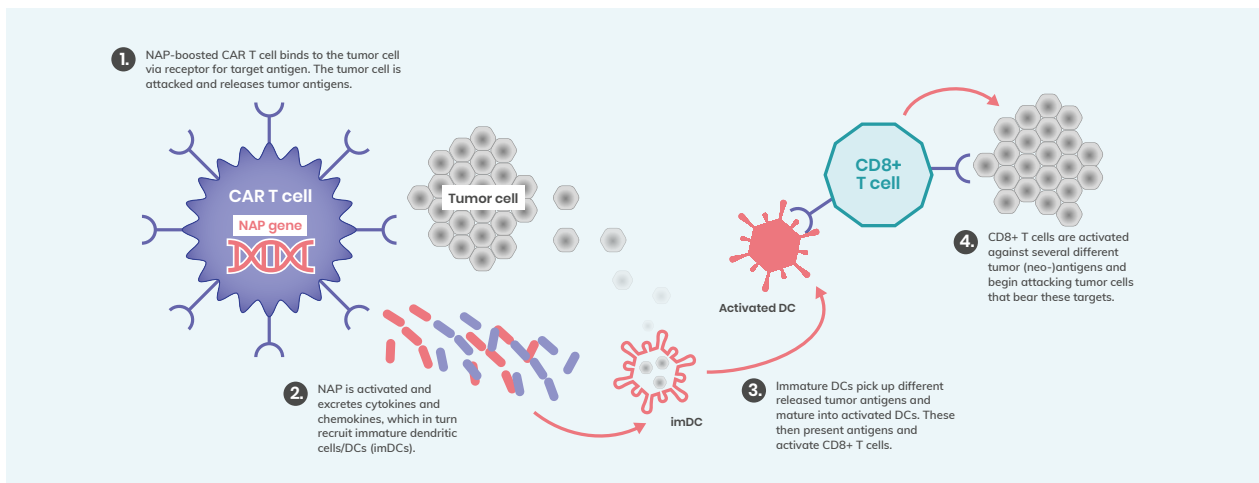 1.
NAP-boosted CAR T cell binds to the tumor cell
via receptor for target antigen. The tumor cell is
attacked and releases tumor antigens.
CAR T cell
NAP gene
Tumor cell
2.
NAP is activated and
excretes cytokines and
chemokines, which in turn
recruit immature dendritic
cells/DCs (imDCs).
imDC
3.
Immature DCs pick up different
released tumor antigens and
mature into activated DCs. These
then present antigens and
activate CD8+ T cells.
Activated DC
CD8+
T cell
4.
CD8+ T cells are activated
against several different
tumor (neo-)antigens and
begin attacking tumor cells
that bear these targets.